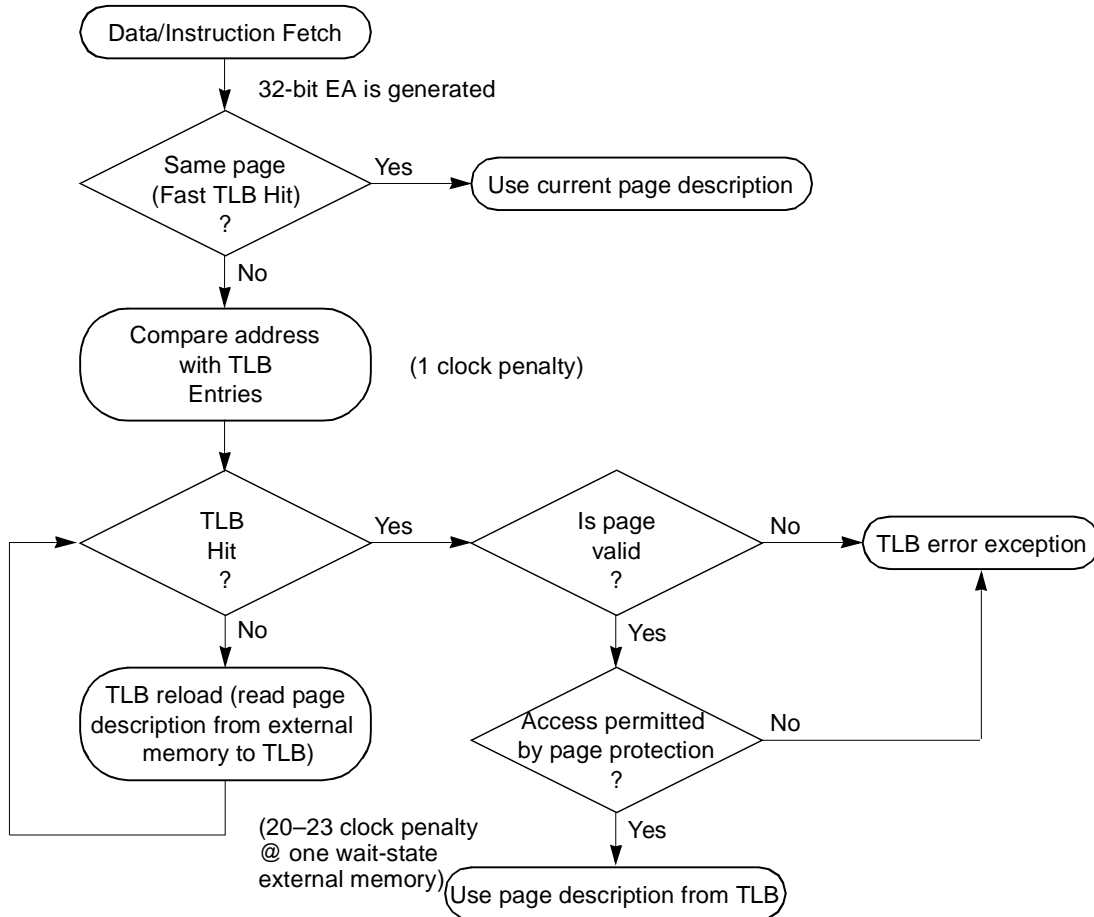 Data/Instruction Fetch
32-bit EA is generated
Same page
(Fast TLB Hit)
?
Yes
Use current page description
No
Compare address
with TLB
Entries
(1 clock penalty)
TLB
Hit
?
Yes
Is page
valid
?
No
TLB error exception
No
Yes
TLB reload (read page
description from external
memory to TLB)
Access permitted
by page protection
?
No
(20–23 clock penalty
@ one wait-state
external memory)
Yes
Use page description from TLB